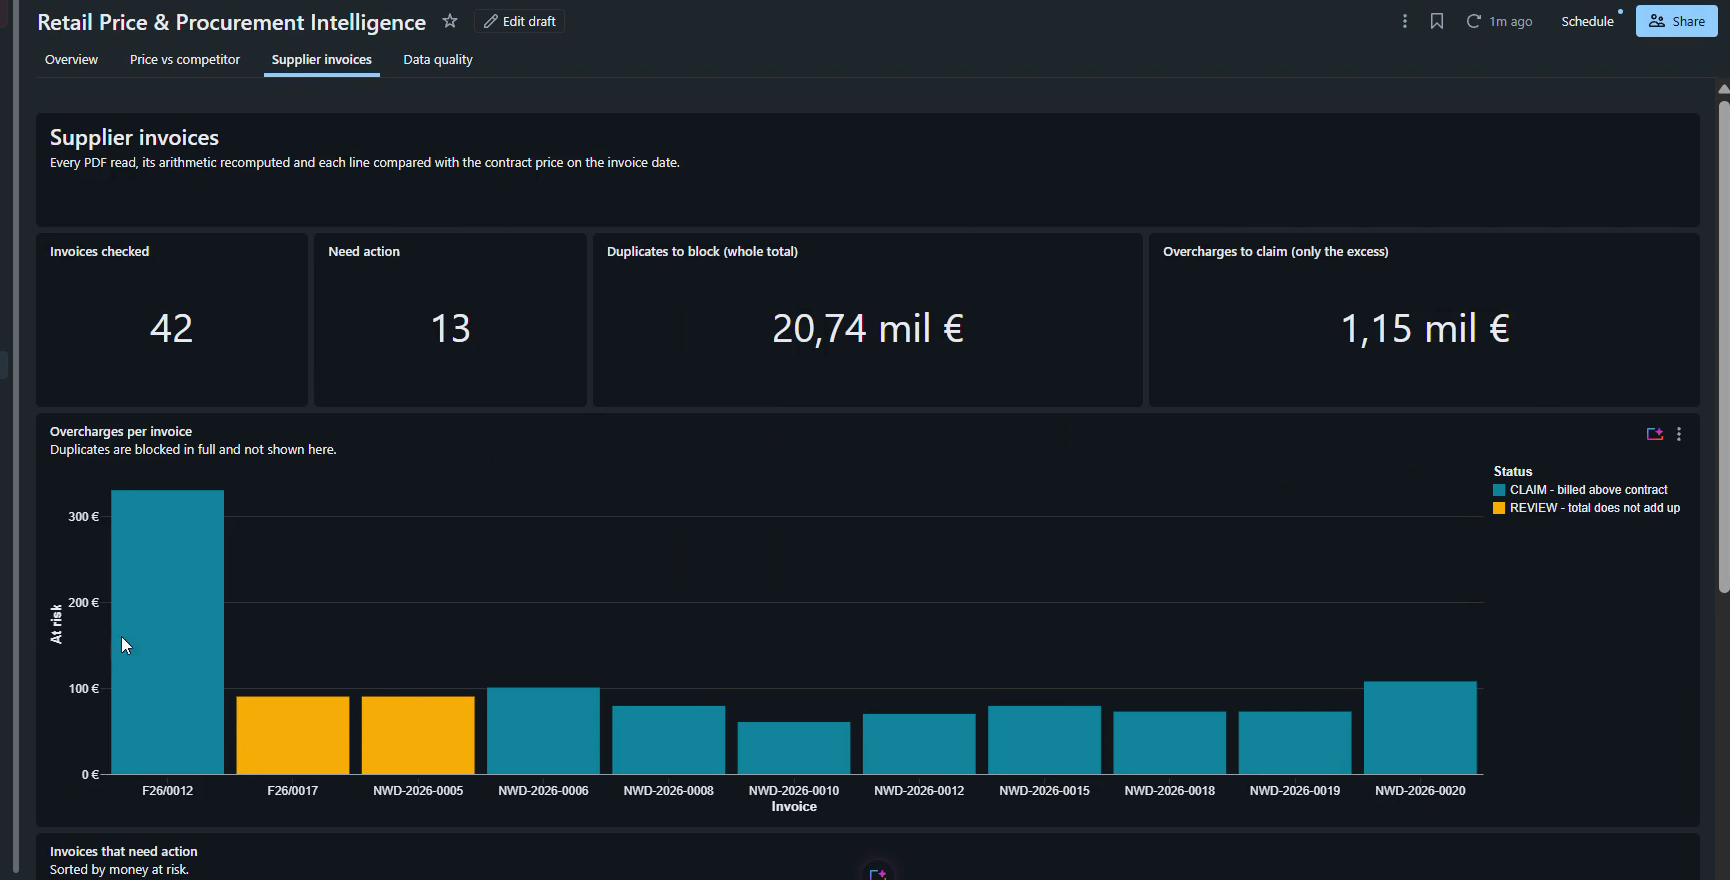 Retail Price & Procurement Intelligence
Edit draft
1m ago
Schedule
Share
Overview
Price vs competitor
Supplier invoices
Data quality
Supplier invoices
Every PDF read, its arithmetic recomputed and each line compared with the contract price on the invoice date.
Invoices checked
42
Need action
13
Duplicates to block (whole total)
20,74 mil €
Overcharges to claim (only the excess)
1,15 mil €
Overcharges per invoice
Duplicates are blocked in full and not shown here.
Status
CLAIM - billed above contract
REVIEW - total does not add up
At risk
300 €
200 €
100 €
0 €
F26/0012
F26/0017
NWD-2026-0005
NWD-2026-0006
NWD-2026-0008
NWD-2026-0010
NWD-2026-0012
NWD-2026-0015
NWD-2026-0018
NWD-2026-0019
NWD-2026-0020
Invoice
Invoices that need action
Sorted by money at risk.